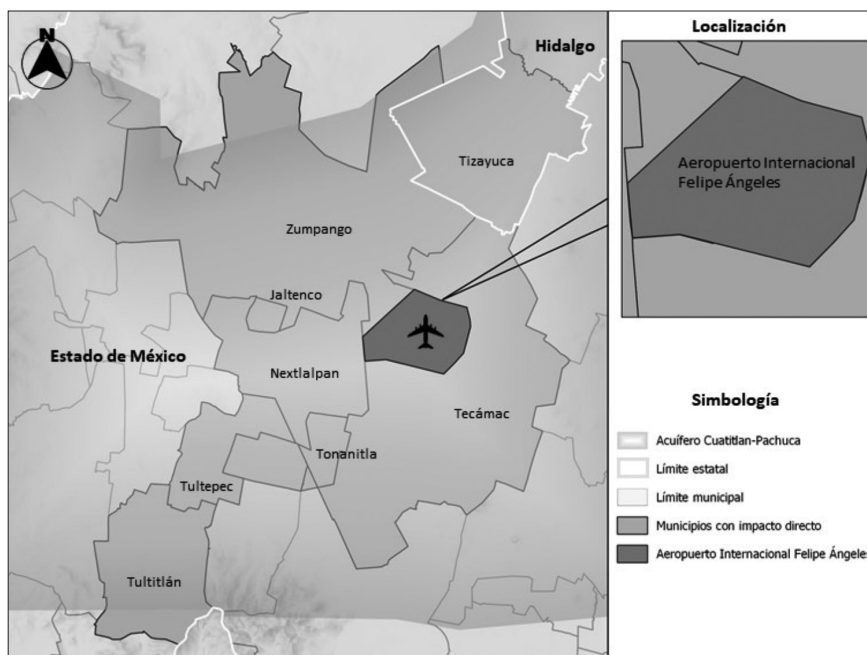 N
Hidalgo
Tizayuca
Zumpango
Jaltenco
Estado de México
Nextlalpan
Tecámac
Tonanitla
Tultepec
Tultitlán
Localización
Aeropuerto Internacional
Felipe Ángeles
Simbología
Acuífero Cuatitlan-Pachuca
Límite estatal
Límite municipal
Municipios con impacto directo
Aeropuerto Internacional Felipe Ángeles